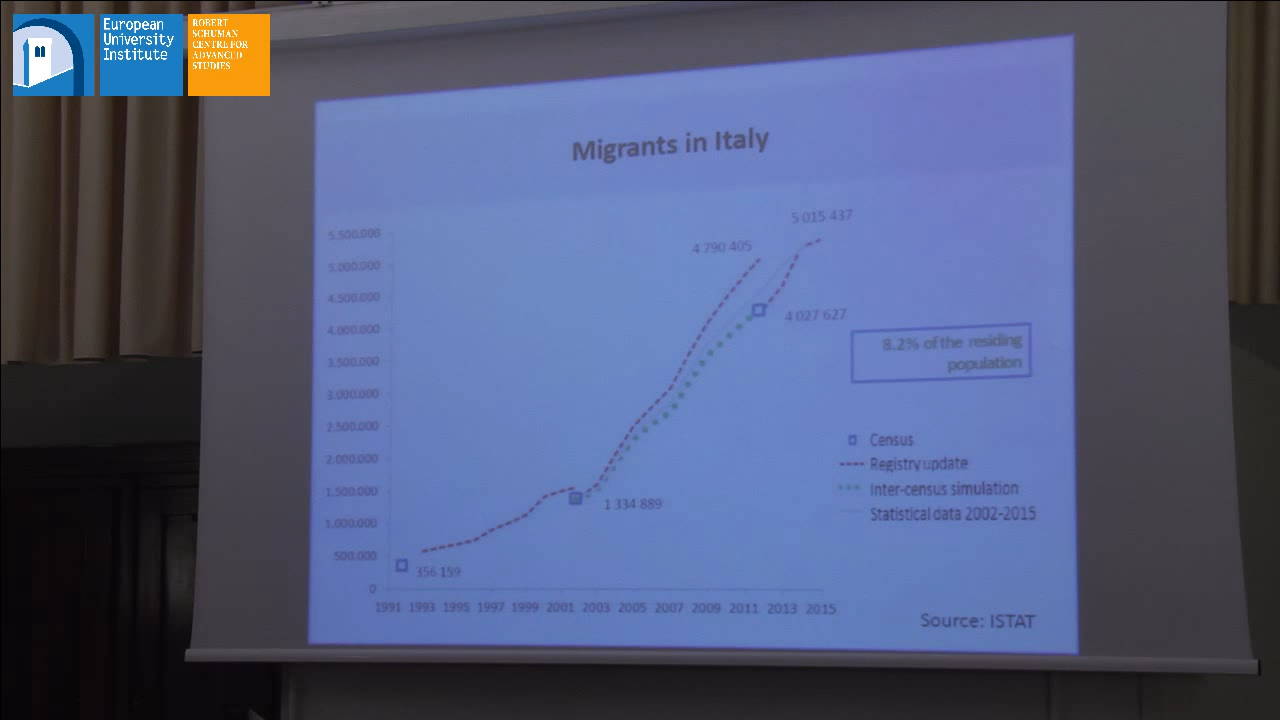 European
University
Institute
ROBERT
SCHUMAN
CENTRE FOR
ADVANCED
STUDIES
Migrants in Italy
5 015 437
4 790 405
5.500.000
5.000.000
4.500.000
4.000.000
3.500.000
3.000.000
2.500.000
2.000.000
1.500.000
1.000.000
500.000
0
4 027 627
8.2% of the residing
population
Census
Registry update
Inter-census simulation
Statistical data 2002-2015
1 334 889
356 159
1991 1993 1995 1997 1999 2001 2003 2005 2007 2009 2011 2013 2015
Source: ISTAT